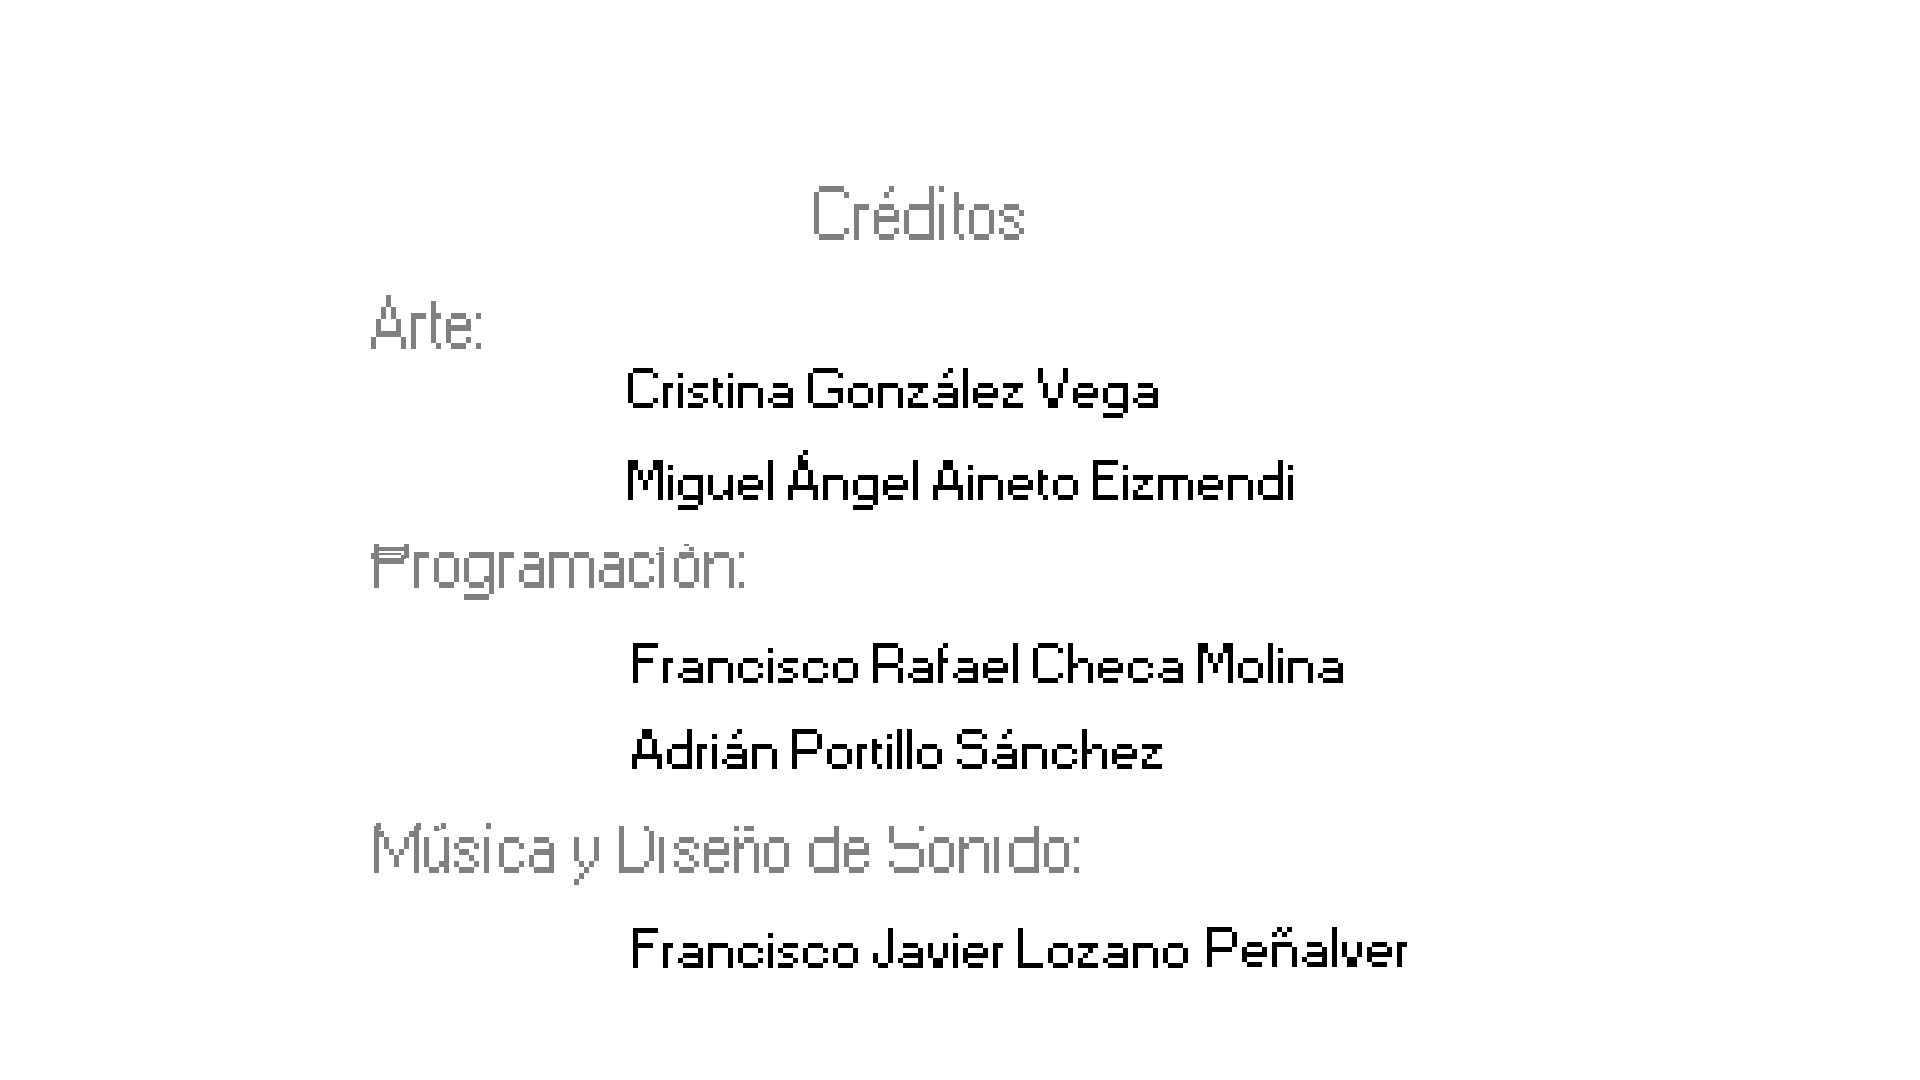 Créditos
Arte:
Cristina González Vega
Miguel Ángel Aineto Eizmendi
Programación:
Francisco Rafael Checa Molina
Adrián Portillo Sánchez
Música y Diseño de Sonido:
Francisco Javier Lozano Peñalver